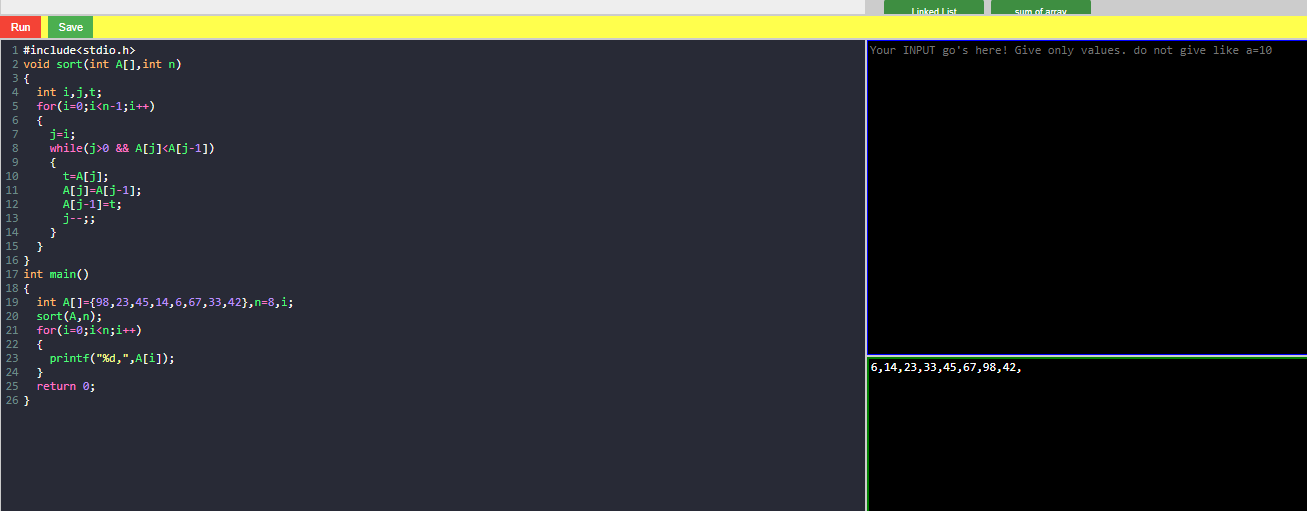 Linked List sum of array
Run Save
1 #include<stdio.h>
2 void sort(int A[],int n)
3 {
4   int i,j,t;
5   for(i=0;i<n-1;i++)
6   {
7     j=i;
8     while(j>0 && A[j]<A[j-1])
9     {
10       t=A[j];
11       A[j]=A[j-1];
12       A[j-1]=t;
13       j--;;
14     }
15   }
16 }
17 int main()
18 {
19   int A[]={98,23,45,14,6,67,33,42},n=8,i;
20   sort(A,n);
21   for(i=0;i<n;i++)
22   {
23     printf("%d,",A[i]);
24   }
25   return 0;
26 }
Your INPUT go's here! Give only values. do not give like a=10
6,14,23,33,45,67,98,42,